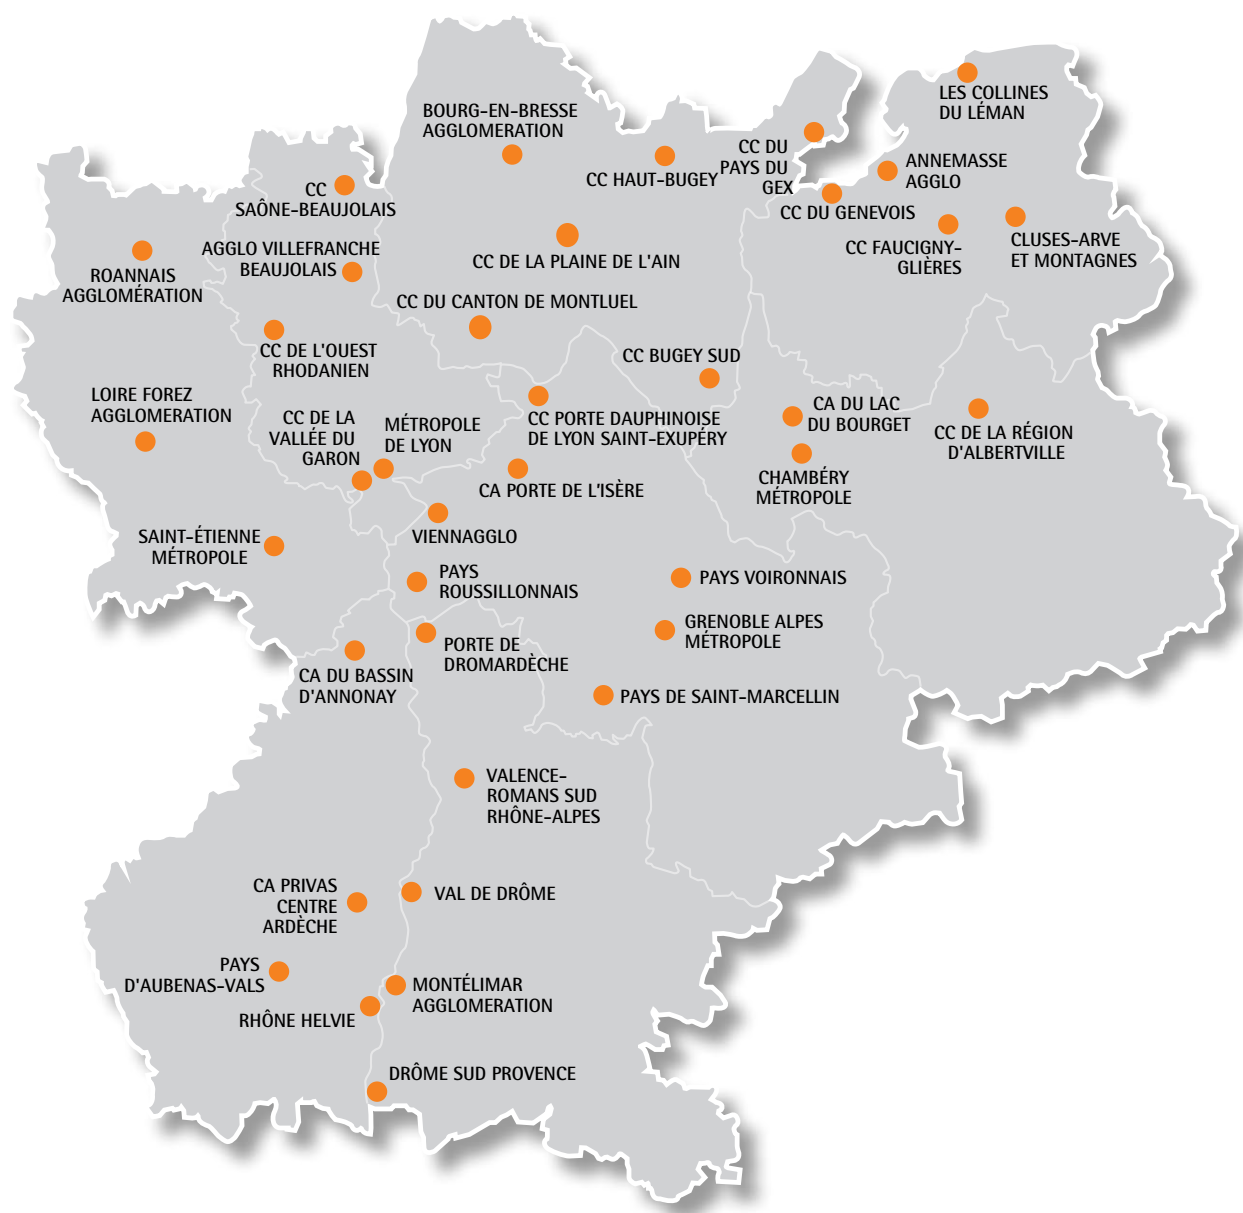 LES COLLINES
DU LÉMAN
BOURG-EN-BRESSE
AGGLOMERATION
CC DU
PAYS DU
GEX
CC HAUT-BUGEY
ANNEMASSE
AGGLO
CC
SAÔNE-BEAUJOLAIS
CC DU GENEVOIS
CC FAUCIGNY-
GLIÈRES
CLUSES-ARVE
ET MONTAGNES
AGGLO VILLEFRANCHE
BEAUJOLAIS
ROANNAIS
AGGLOMÉRATION
CC DE LA PLAINE DE L'AIN
CC DU CANTON DE MONTLUEL
CC DE L'OUEST
RHODANIEN
CC BUGEY SUD
LOIRE FOREZ
AGGLOMERATION
CC DE LA
VALLÉE DU
GARON
MÉTROPOLE
DE LYON
CC PORTE DAUPHINOISE
DE LYON SAINT-EXUPÉRY
CA DU LAC
DU BOURGET
CC DE LA RÉGION
D'ALBERTVILLE
CHAMBÉRY
MÉTROPOLE
CA PORTE DE L'ISÈRE
VIENNAGGLO
SAINT-ÉTIENNE
MÉTROPOLE
PAYS
ROUSSILLONNAIS
PAYS VOIRONNAIS
GRENOBLE ALPES
MÉTROPOLE
PORTE DE
DROMARDÈCHE
CA DU BASSIN
D'ANNONAY
PAYS DE SAINT-MARCELLIN
VALENCE-
ROMANS SUD
RHÔNE-ALPES
CA PRIVAS
CENTRE
ARDÈCHE
VAL DE DRÔME
PAYS
D'AUBENAS-VALS
MONTÉLIMAR
AGGLOMERATION
RHÔNE HELVIE
DRÔME SUD PROVENCE